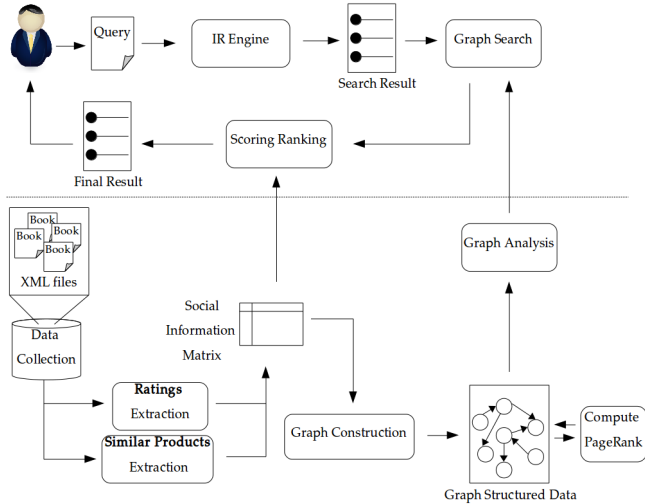 Query
IR Engine
Graph Search
Search Result
Scoring Ranking
Final Result
Book
Book
Book
Book
XML files
Graph Analysis
Social
Information
Matrix
Data
Collection
Ratings
Extraction
Similar Products
Extraction
Graph Construction
Compute
PageRank
Graph Structured Data